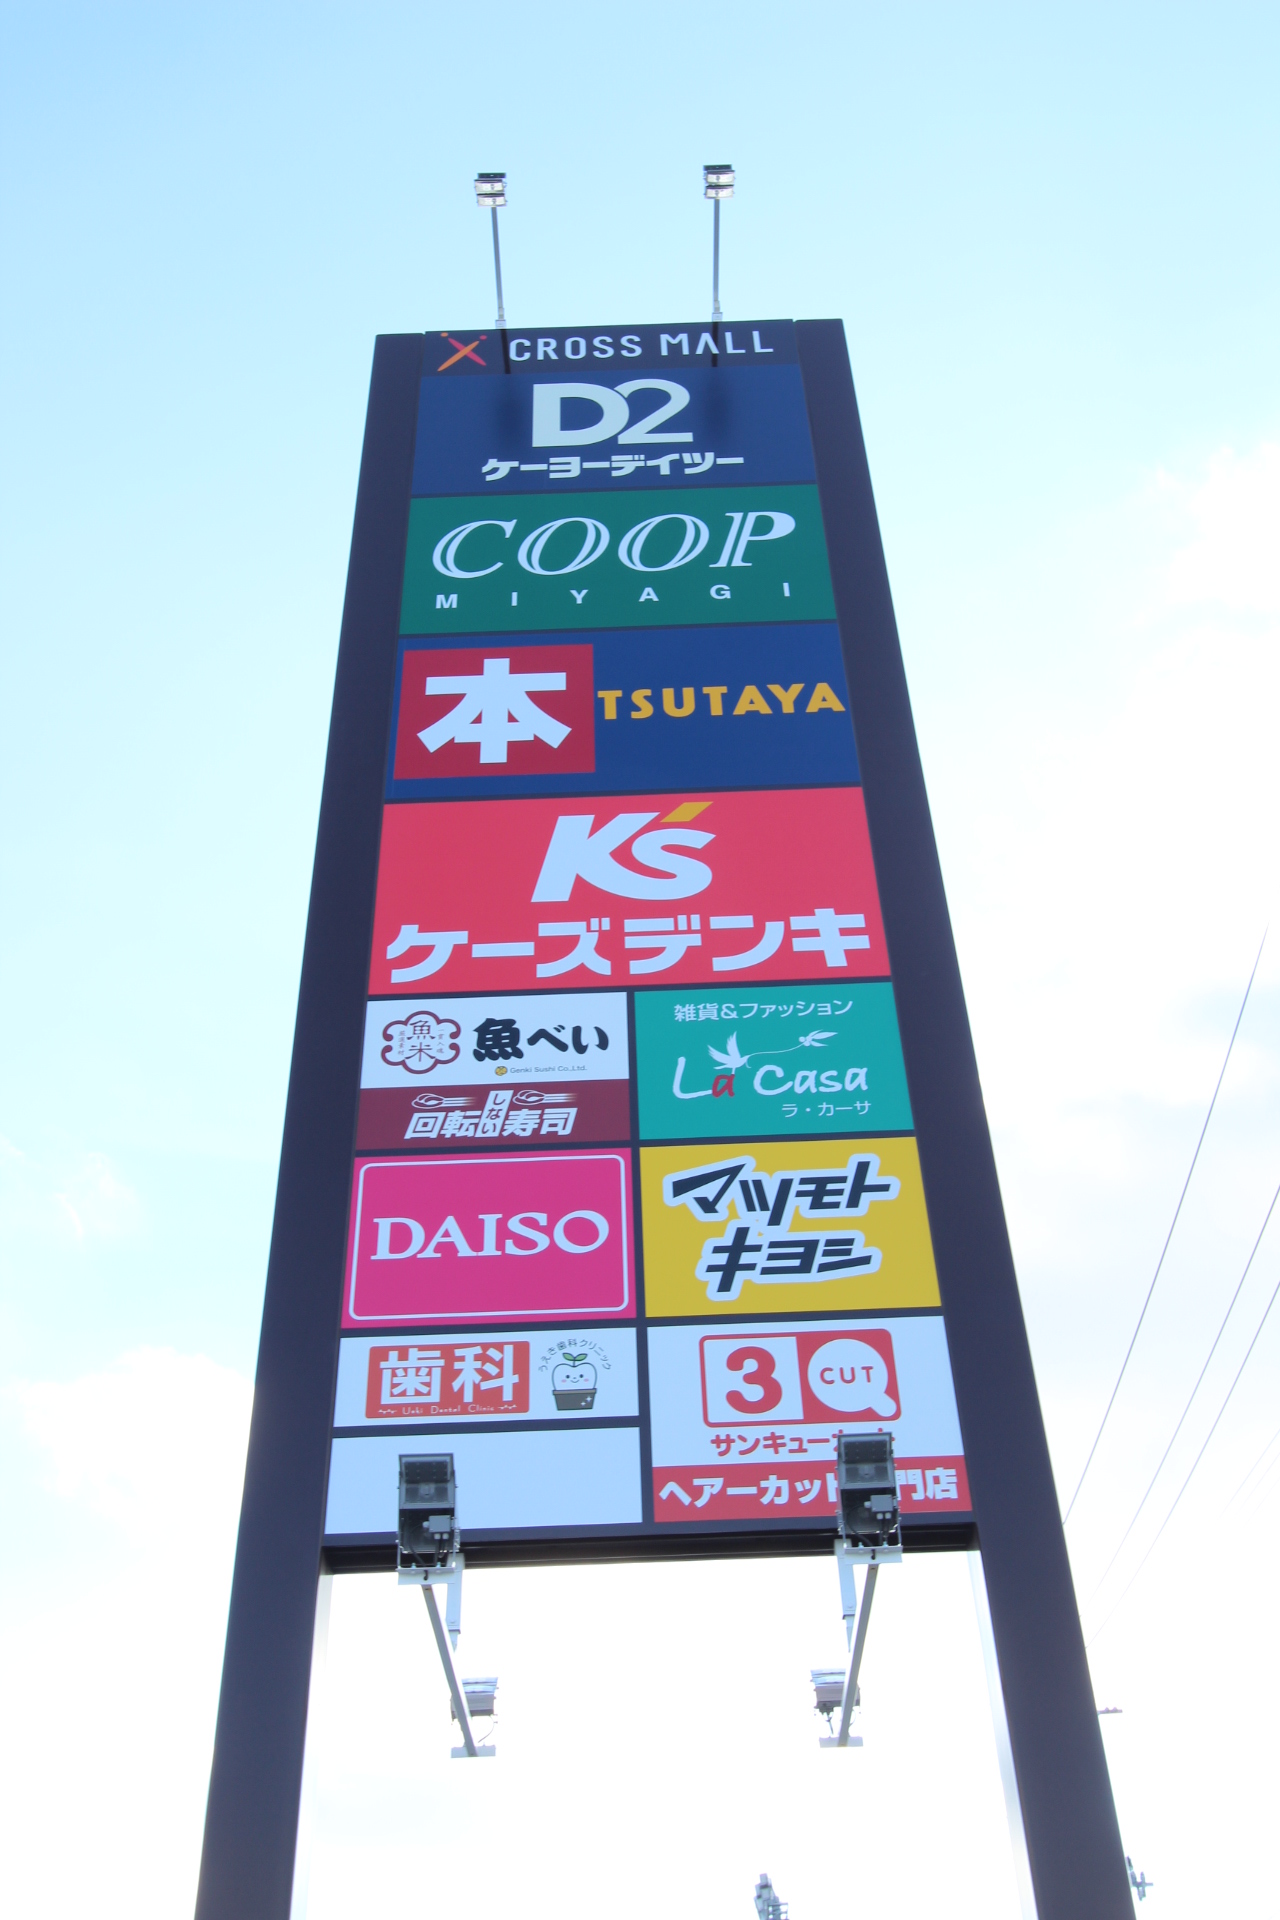 CROSS MALL
D2
ケーヨーデイツー
COOP
MIYAGI
本 TSUTAYA
K's
ケーズデンキ
魚米
魚べい
Genki Sushi Co.,Ltd.
回転しない寿司
雑貨&ファッション
La Casa
ラ・カーサ
DAISO
マツモト
キヨシ
歯科
Ueki Dental Clinic
うえき歯科クリニック
3 CUT
サンキュー
ヘアーカット 門店